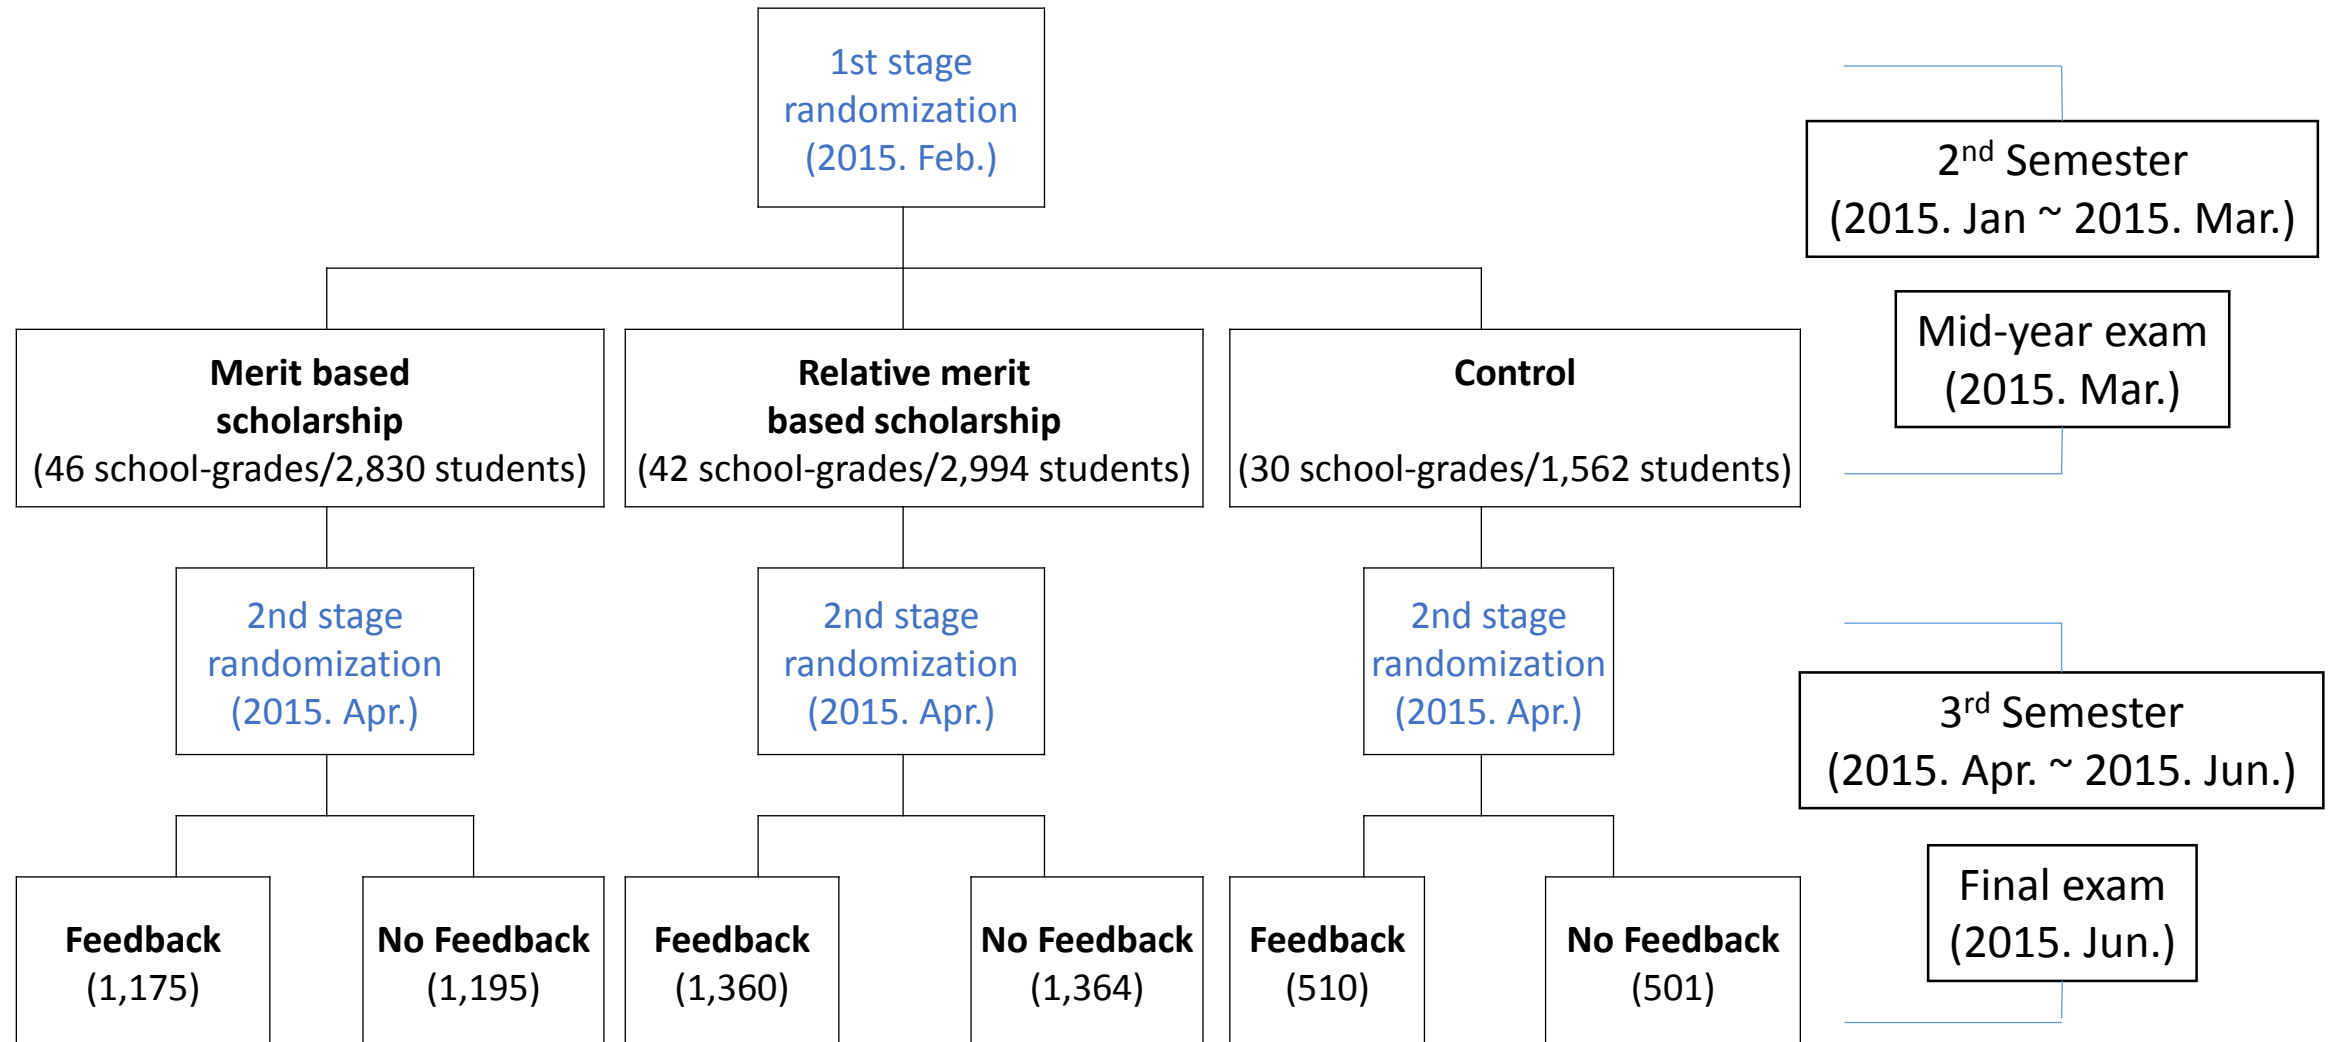 1st stage
randomization
(2015. Feb.)
2nd Semester
(2015. Jan ~ 2015. Mar.)
Mid-year exam
(2015. Mar.)
Merit based
scholarship
(46 school-grades/2,830 students)
Relative merit
based scholarship
(42 school-grades/2,994 students)
Control
(30 school-grades/1,562 students)
2nd stage
randomization
(2015. Apr.)
2nd stage
randomization
(2015. Apr.)
2nd stage
randomization
(2015. Apr.)
3rd Semester
(2015. Apr. ~ 2015. Jun.)
Feedback
(1,175)
No Feedback
(1,195)
Feedback
(1,360)
No Feedback
(1,364)
Feedback
(510)
No Feedback
(501)
Final exam
(2015. Jun.)